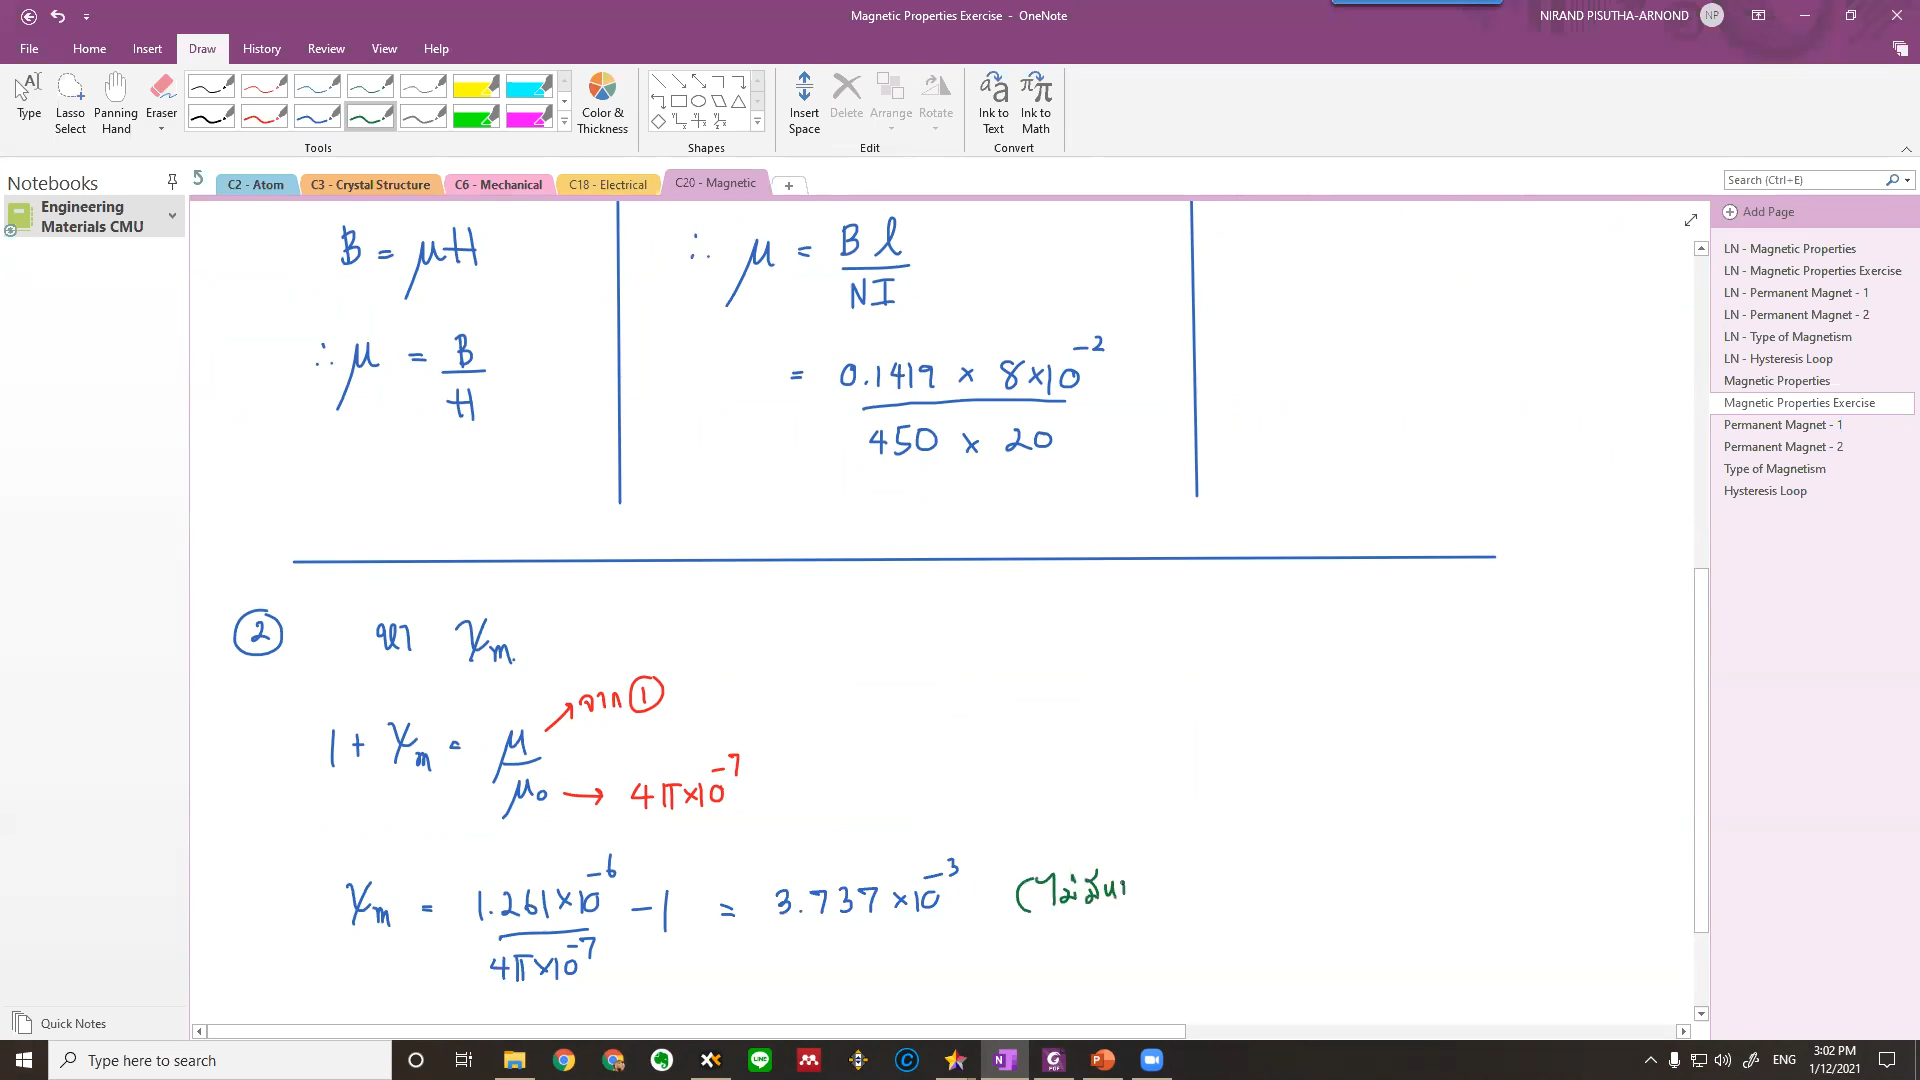 Magnetic Properties Exercise - OneNote
NIRAND PISUTHA-ARNOND NP
File Home Insert Draw History Review View Help
Type
Lasso Select
Panning Hand
Eraser
Color & Thickness
Insert Space
Delete
Arrange
Rotate
Ink to Text
Ink to Math
Tools
Shapes
Edit
Convert
Notebooks
Engineering Materials CMU
C2 - Atom
C3 - Crystal Structure
C6 - Mechanical
C18 - Electrical
C20 - Magnetic
Search (Ctrl+E)
Add Page
LN - Magnetic Properties
LN - Magnetic Properties Exercise
LN - Permanent Magnet - 1
LN - Permanent Magnet - 2
LN - Type of Magnetism
LN - Hysteresis Loop
Magnetic Properties
Magnetic Properties Exercise
Permanent Magnet - 1
Permanent Magnet - 2
Type of Magnetism
Hysteresis Loop
B = μH
∴ μ = B/H
∴ μ = Bl/NI
= 0.1419 × 8×10⁻² / 450 × 20
② หา χm.
1 + χm = μ/μ₀
จาก ①
4π×10⁻⁷
χm = 1.261×10⁻⁶ / 4π×10⁻⁷ − 1 = 3.737×10⁻³ (ไม่มีหน
Quick Notes
Type here to search
ENG
3:02 PM
1/12/2021